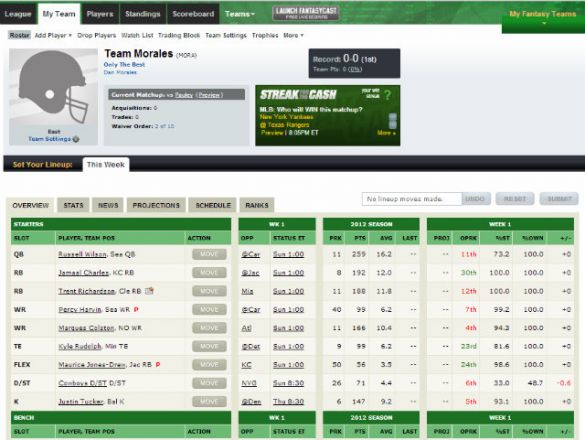 League My Team Players Standings Scoreboard Teams LAUNCH FANTASYCAST FREE LIVE SCORING My Fantasy Teams
Roster Add Player Drop Players Watch List Trading Block Team Settings Trophies More
Team Morales (MORA)
Only The Best
Dan Morales
Record: 0-0 (1st)
Team Pts: 0 (0%)
Current Matchup: vs Pauley (Preview)
Acquisitions: 0
Trades: 0
Waiver Order: 2 of 10
East
Team Settings
STREAK FOR THE CASH YOUR WIN STREAK ?
MLB: Who will WIN this matchup?
New York Yankees
@ Texas Rangers
Preview | 8:05PM ET More »
Set Your Lineup: This Week
OVERVIEW STATS NEWS PROJECTIONS SCHEDULE RANKS No lineup moves made. UNDO RESET SUBMIT
STARTERS WK 1 2012 SEASON WEEK 1
SLOT PLAYER, TEAM POS ACTION OPP STATUS ET PRK PTS AVG LAST PROJ OPRK %ST %OWN +/-
QB Russell Wilson, Sea QB MOVE @Car Sun 1:00 11 259 16.2 -- -- 11th 73.2 100.0 +0
RB Jamaal Charles, KC RB MOVE @Jac Sun 1:00 8 192 12.0 -- -- 30th 100.0 100.0 +0
RB Trent Richardson, Cle RB MOVE Mia Sun 1:00 11 188 11.8 -- -- 12th 100.0 100.0 +0
WR Percy Harvin, Sea WR P MOVE @Car Sun 1:00 40 99 6.2 -- -- 7th 99.2 100.0 +0
WR Marques Colston, NO WR MOVE Atl Sun 1:00 11 166 10.4 -- -- 4th 94.3 100.0 +0
TE Kyle Rudolph, Min TE MOVE @Det Sun 1:00 9 99 6.2 -- -- 23rd 81.6 100.0 +0
FLEX Maurice Jones-Drew, Jac RB P MOVE KC Sun 1:00 50 56 3.5 -- -- 24th 98.6 100.0 +0
D/ST Cowboys D/ST D/ST MOVE NYG Sun 8:30 26 71 4.4 -- -- 6th 33.0 48.7 -0.6
K Justin Tucker, Bal K MOVE @Den Thu 8:30 6 147 9.2 -- -- 5th 93.1 100.0 +0
BENCH WK 1 2012 SEASON WEEK 1
SLOT PLAYER, TEAM POS ACTION OPP STATUS ET PRK PTS AVG LAST PROJ OPRK %ST %OWN +/-